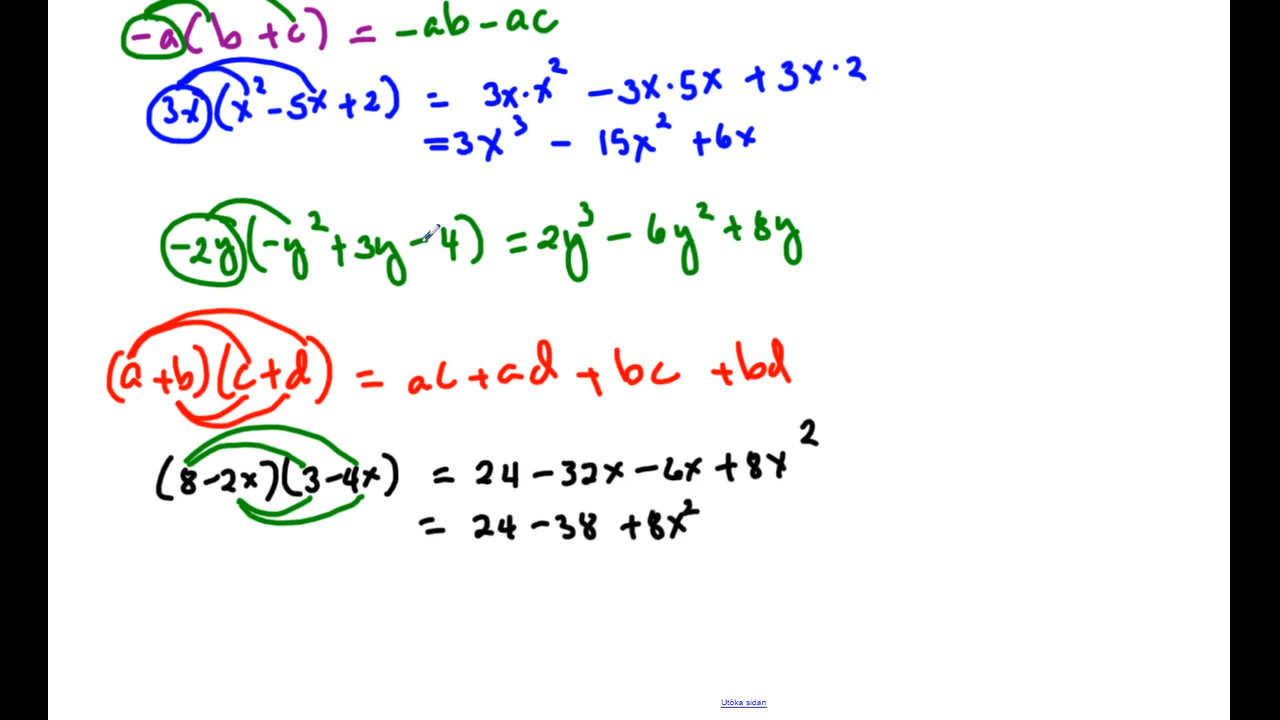 -a(b+c) = -ab-ac
3x(x²-5x+2) = 3x·x² -3x·5x +3x·2
=3x³ - 15x² +6x
-2y(-y²+3y-4) =2y³-6y²+8y
(a+b)(c+d) = ac+ad+bc+bd
(8-2x)(3-4x) = 24-32x-6x+8x²
= 24-38+8x²
Utöka sidan